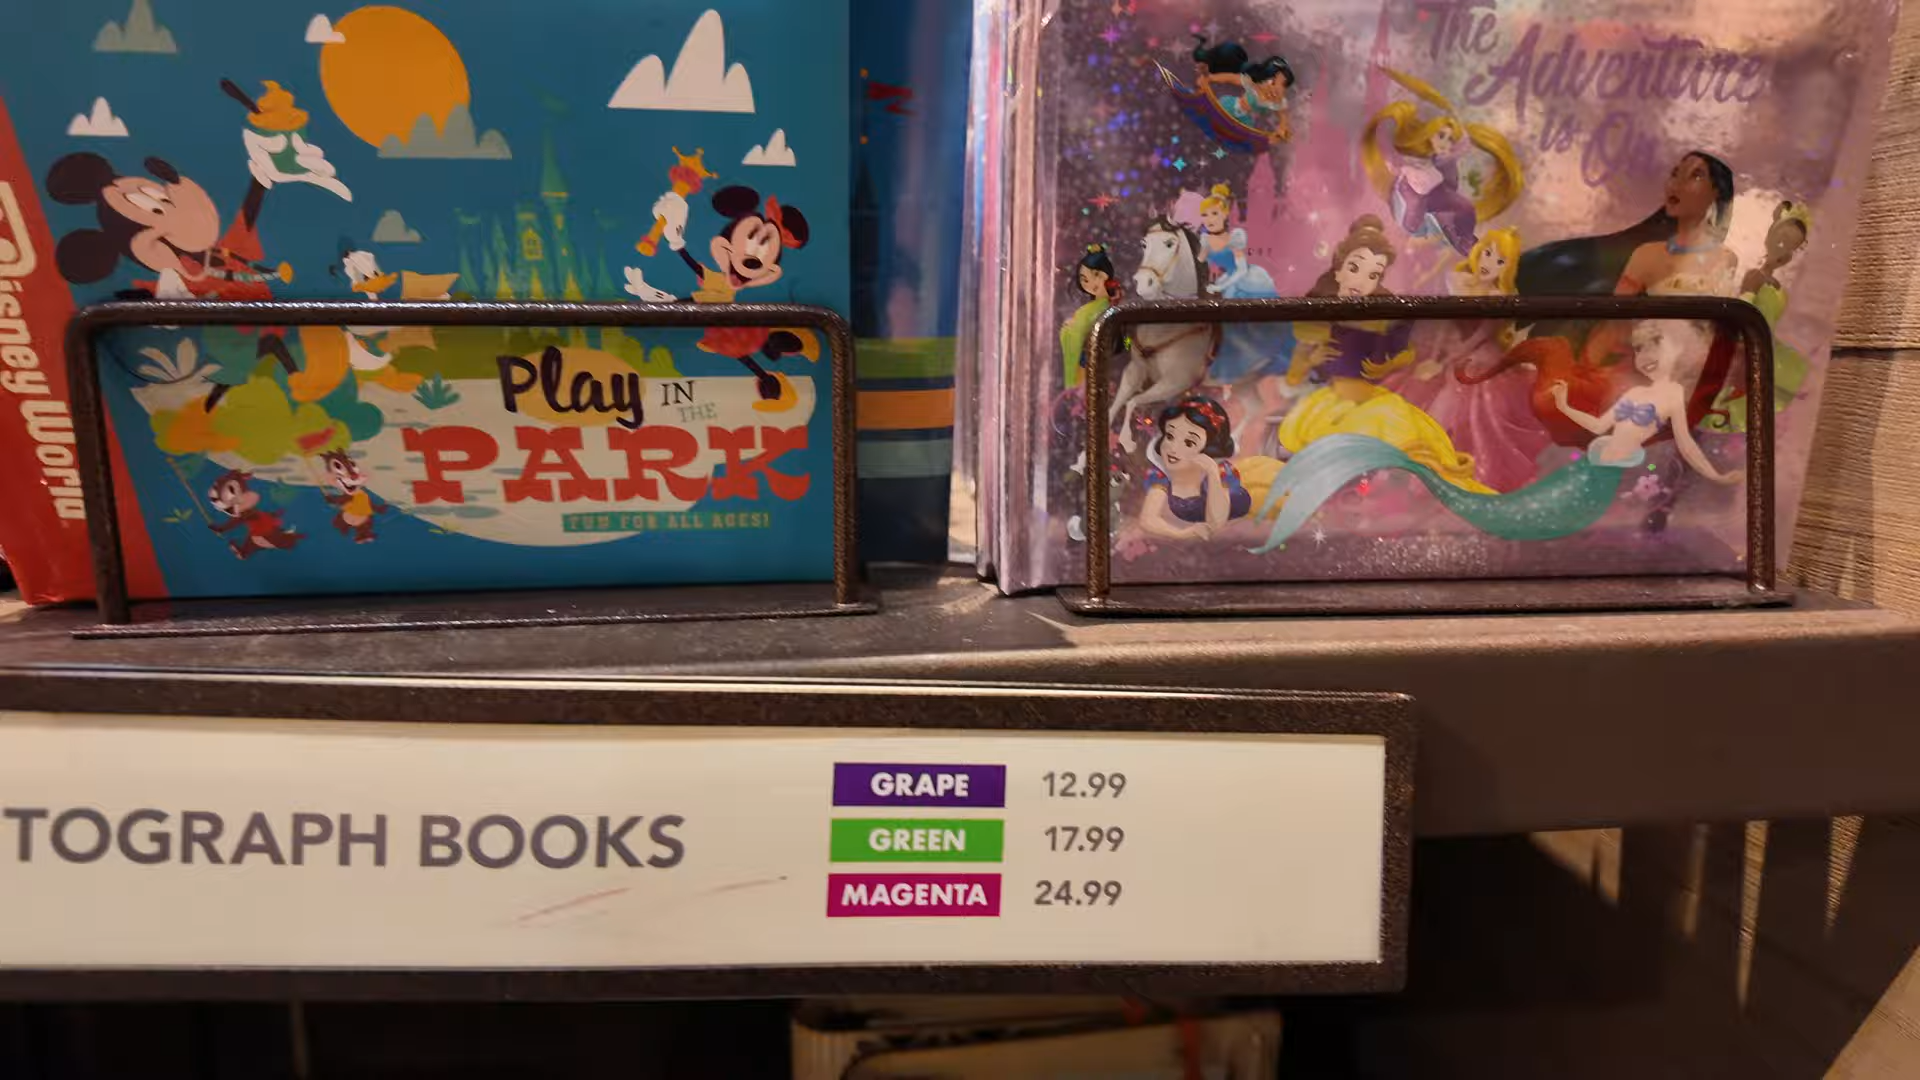 Disney World
Play IN
THE
PARK
FUN FOR ALL AGES!
The
Adventure
is On
TOGRAPH BOOKS
GRAPE 12.99
GREEN 17.99
MAGENTA 24.99